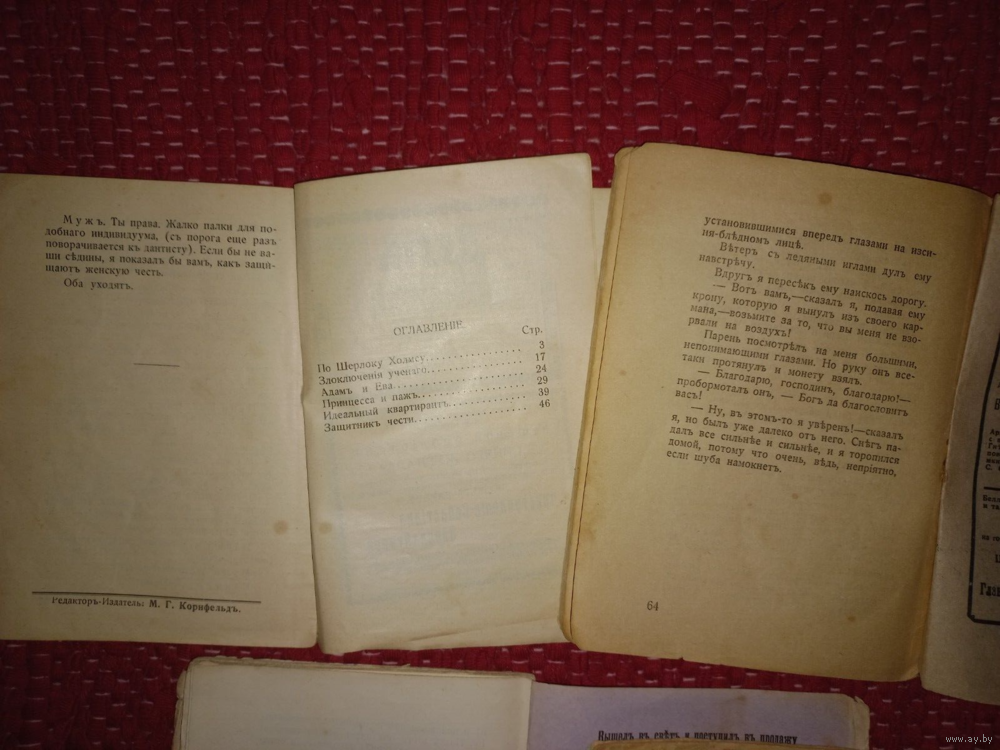 Мужъ. Ты права. Жалко палки для по-
добнаго индивидуума, (съ порога еще разъ
поворачивается къ дантисту). Если бы не ва-
ши сѣдины, я показалъ бы вамъ, какъ защи-
щаютъ женскую честь.
Оба уходятъ.
Редакторъ-Издатель: М. Г. Корнфельдъ.
ОГЛАВЛЕНІЕ.
Стр.
По Шерлоку Холмсу. 3
Злоключенія ученаго. 17
Адамъ и Ева. 24
Принцесса и пажъ. 29
Идеальный квартирантъ. 39
Защитникъ чести. 46
установившимися впередъ глазами на изси-
ня-блѣдномъ лицѣ.
Вѣтеръ съ ледяными иглами дулъ ему
навстрѣчу.
Вдругъ я пересѣкъ ему наискось дорогу.
— Вотъ вамъ,—сказалъ я, подавая ему
крону, которую я вынулъ изъ своего кар-
мана,—возьмите за то, что вы меня не взо-
рвали на воздухъ!
Парень посмотрѣлъ на меня большими,
непонимающими глазами. Но руку онъ все-
таки протянулъ и монету взялъ.
— Благодарю, господинъ, благодарю!—
пробормоталъ онъ, — Богъ да благословитъ
васъ!
— Ну, въ этомъ-то я увѣренъ!—сказалъ
я, но былъ уже далеко отъ него. Снѣгъ па-
далъ все сильнѣе и сильнѣе, и я торопился
домой, потому что очень, вѣдь, непріятно,
если шуба намокнетъ.
64
Вышелъ въ свѣтъ и поступилъ въ продажу
www.ay.by